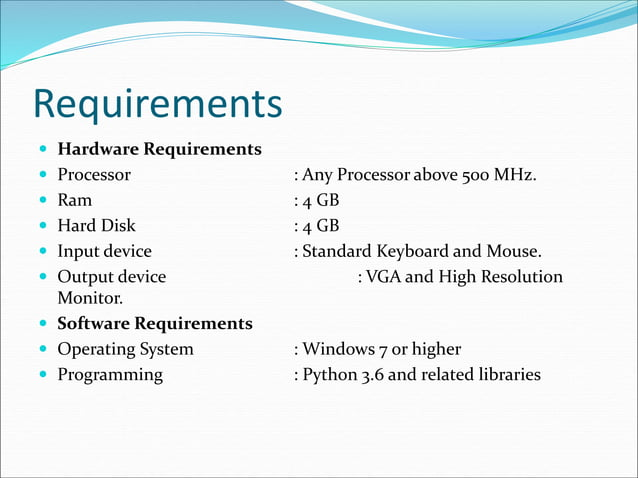 Requirements
Hardware Requirements
Processor : Any Processor above 500 MHz.
Ram : 4 GB
Hard Disk : 4 GB
Input device : Standard Keyboard and Mouse.
Output device : VGA and High Resolution
Monitor.
Software Requirements
Operating System : Windows 7 or higher
Programming : Python 3.6 and related libraries